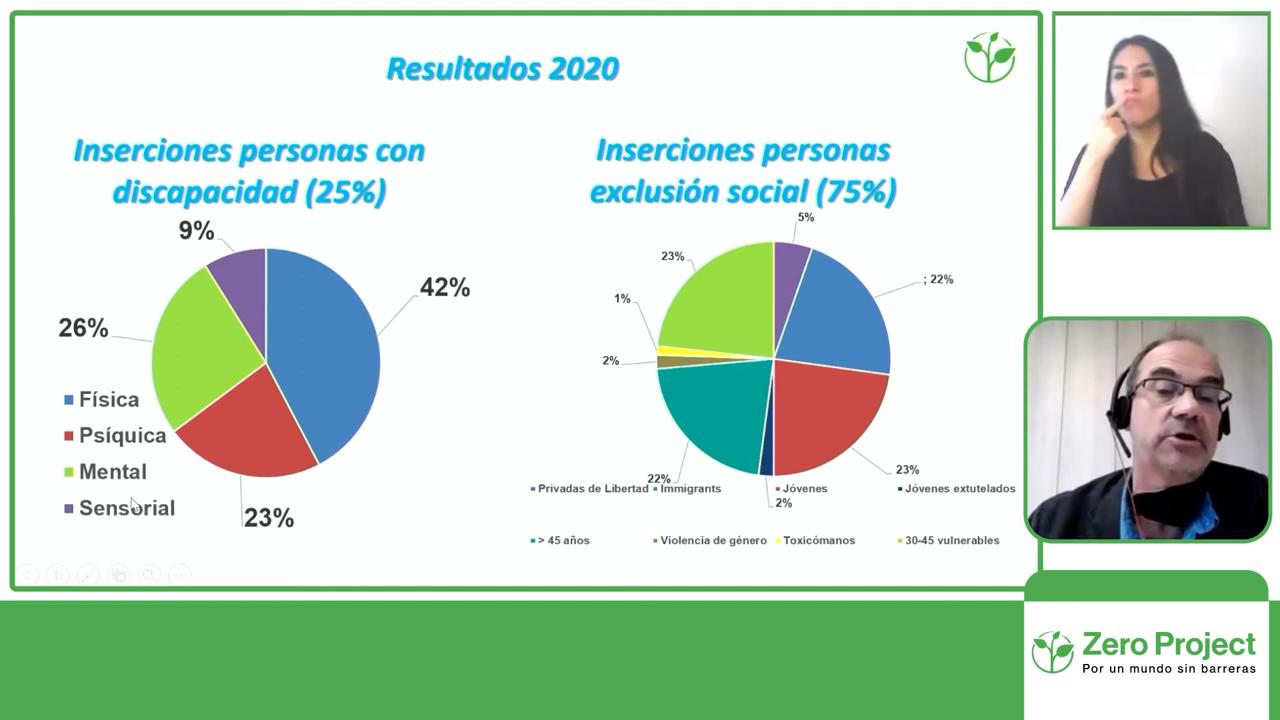 Resultados 2020
Inserciones personas con
discapacidad (25%)
9%
42%
26%
23%
Física
Psíquica
Mental
Sensorial
Inserciones personas
exclusión social (75%)
5%
; 22%
23%
1%
2%
22%
2%
23%
Privadas de Libertad
Immigrants
Jóvenes
Jóvenes extutelados
> 45 años
Violencia de género
Toxicómanos
30-45 vulnerables
Zero Project
Por un mundo sin barreras